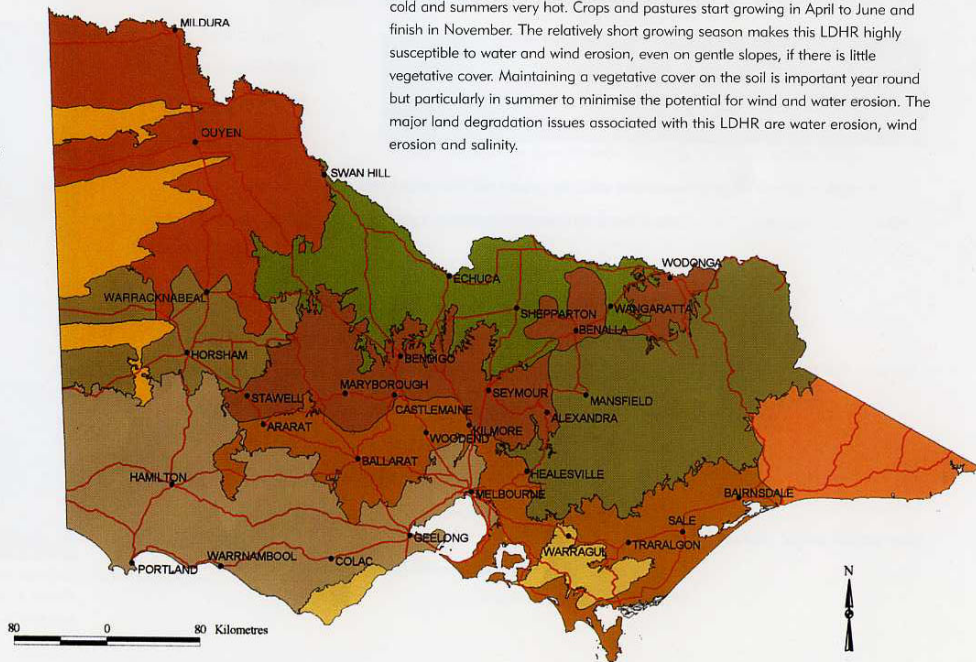 cold and summers very hot. Crops and pastures start growing in April to June and
finish in November. The relatively short growing season makes this LDHR highly
susceptible to water and wind erosion, even on gentle slopes, if there is little
vegetative cover. Maintaining a vegetative cover on the soil is important year round
but particularly in summer to minimise the potential for wind and water erosion. The
major land degradation issues associated with this LDHR are water erosion, wind
erosion and salinity.
MILDURA
OUYEN
SWAN HILL
WODONGA
ECHUCA
WARRACKNABEAL
SHEPPARTON
WANGARATTA
BENALLA
HORSHAM
BENDIGO
MARYBOROUGH
SEYMOUR
STAWELL
MANSFIELD
CASTLEMAINE
ALEXANDRA
ARARAT
KILMORE
WOODEND
BALLARAT
HEALESVILLE
HAMILTON
MELBOURNE
BAIRNSDALE
SALE
GEELONG
TRARALGON
WARRAGUL
WARRNAMBOOL
COLAC
PORTLAND
N
80 0 80 Kilometres